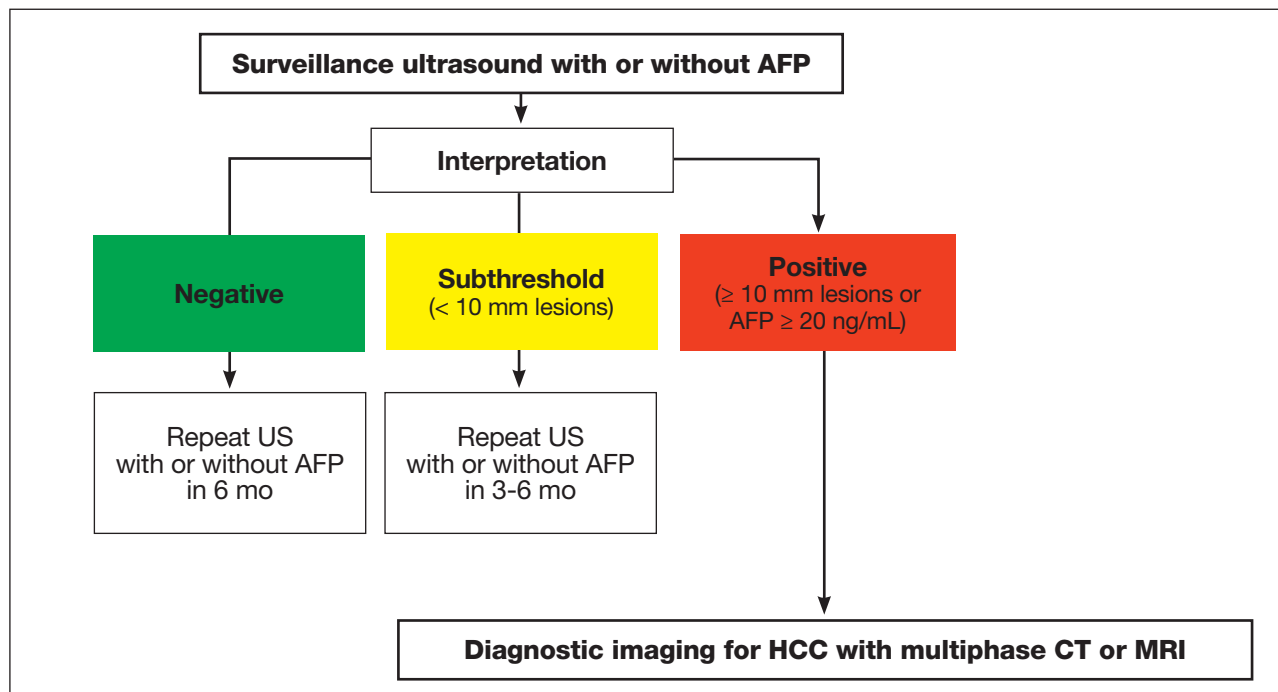 Surveillance ultrasound with or without AFP
Interpretation
Negative
Subthreshold
(< 10 mm lesions)
Positive
(≥ 10 mm lesions or
AFP ≥ 20 ng/mL)
Repeat US
with or without AFP
in 6 mo
Repeat US
with or without AFP
in 3-6 mo
Diagnostic imaging for HCC with multiphase CT or MRI